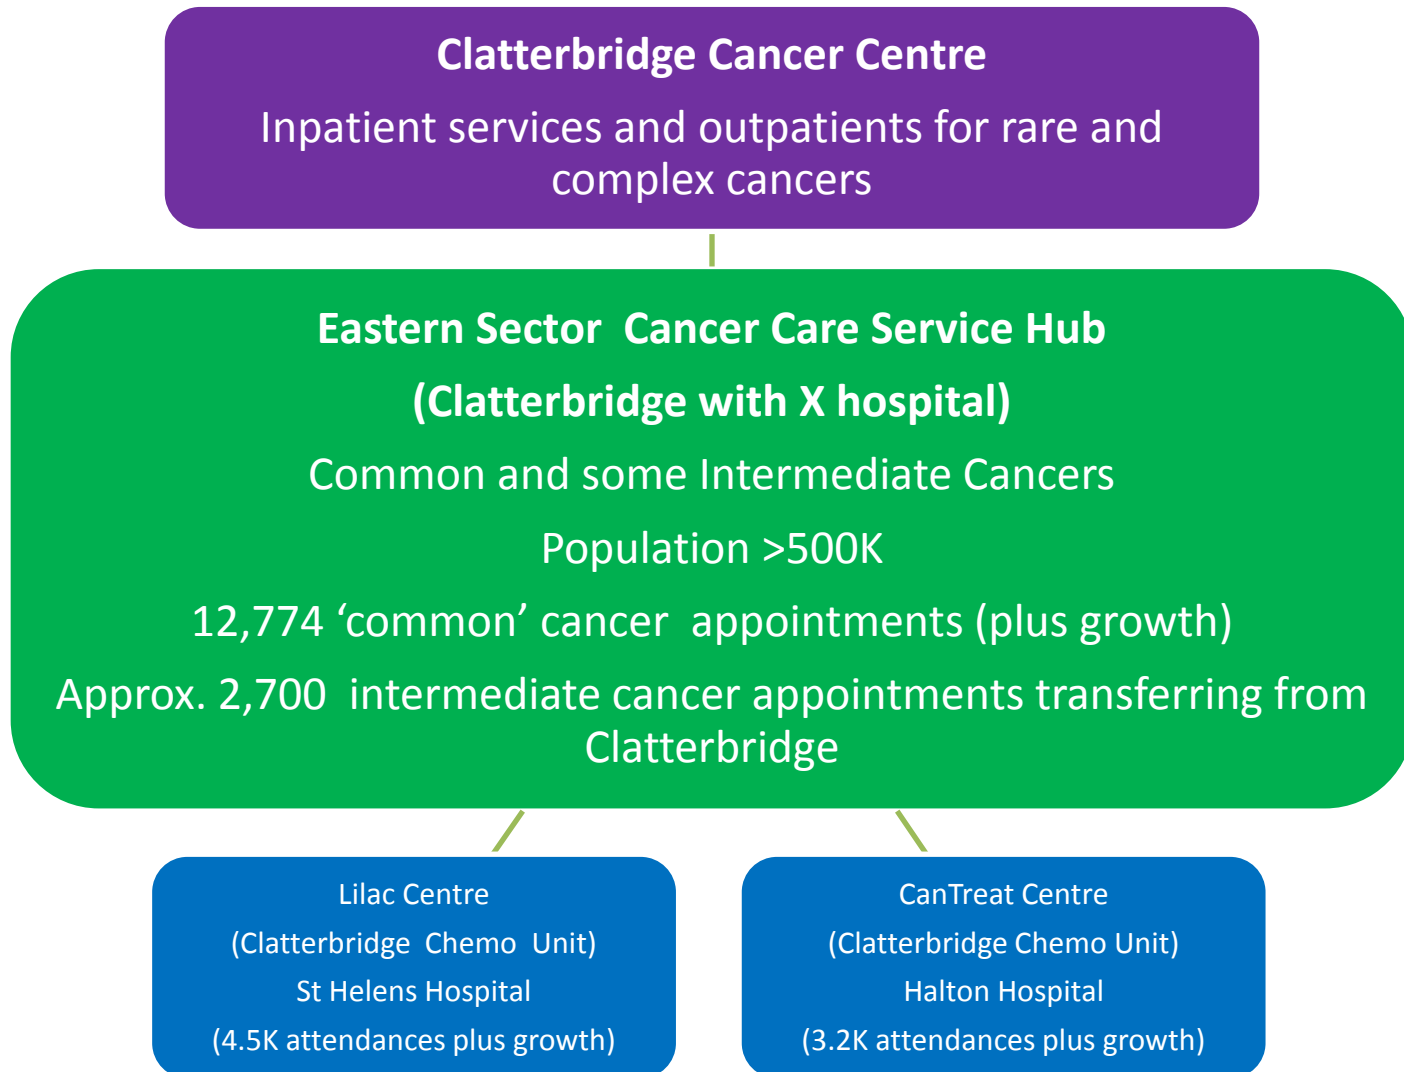 Clatterbridge Cancer Centre
Inpatient services and outpatients for rare and
complex cancers
Eastern Sector Cancer Care Service Hub
(Clatterbridge with X hospital)
Common and some Intermediate Cancers
Population >500K
12,774 ‘common’ cancer appointments (plus growth)
Approx. 2,700 intermediate cancer appointments transferring from
Clatterbridge
Lilac Centre
(Clatterbridge Chemo Unit)
St Helens Hospital
(4.5K attendances plus growth)
CanTreat Centre
(Clatterbridge Chemo Unit)
Halton Hospital
(3.2K attendances plus growth)